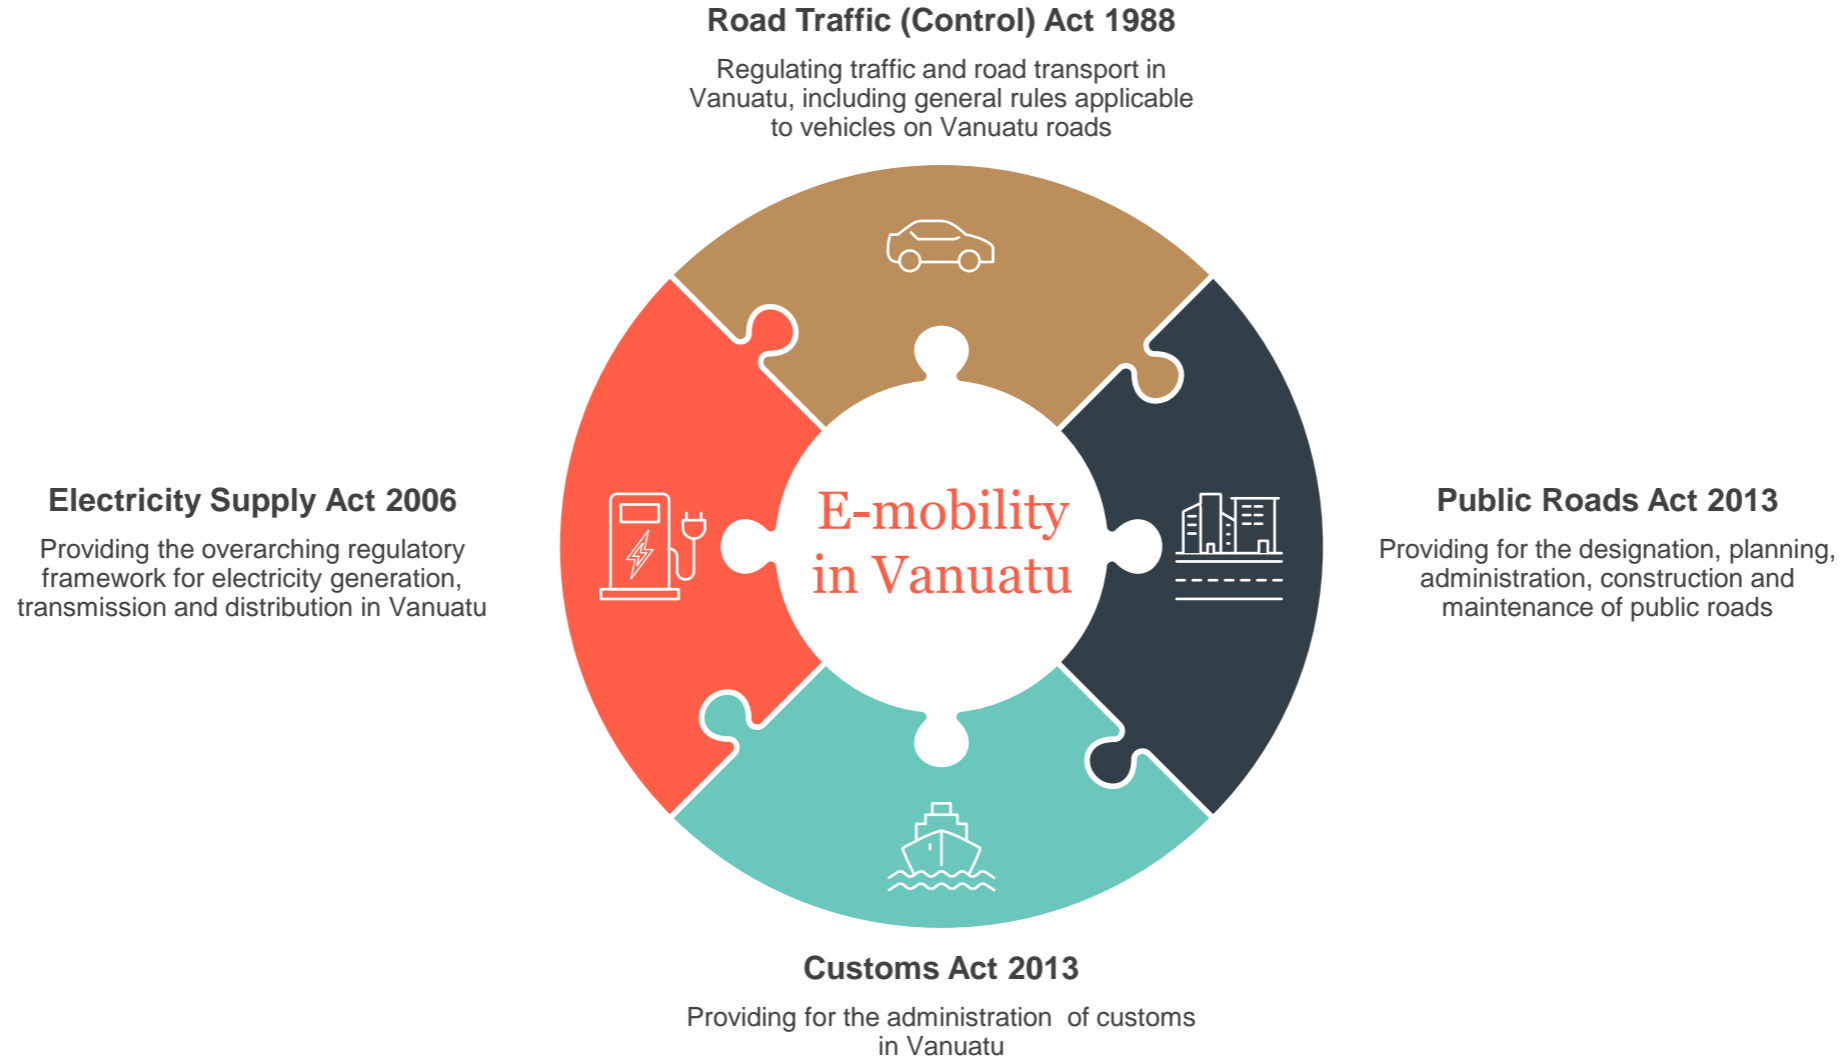 Road Traffic (Control) Act 1988
Regulating traffic and road transport in
Vanuatu, including general rules applicable
to vehicles on Vanuatu roads
Electricity Supply Act 2006
Providing the overarching regulatory
framework for electricity generation,
transmission and distribution in Vanuatu
E-mobility
in Vanuatu
Public Roads Act 2013
Providing for the designation, planning,
administration, construction and
maintenance of public roads
Customs Act 2013
Providing for the administration of customs
in Vanuatu